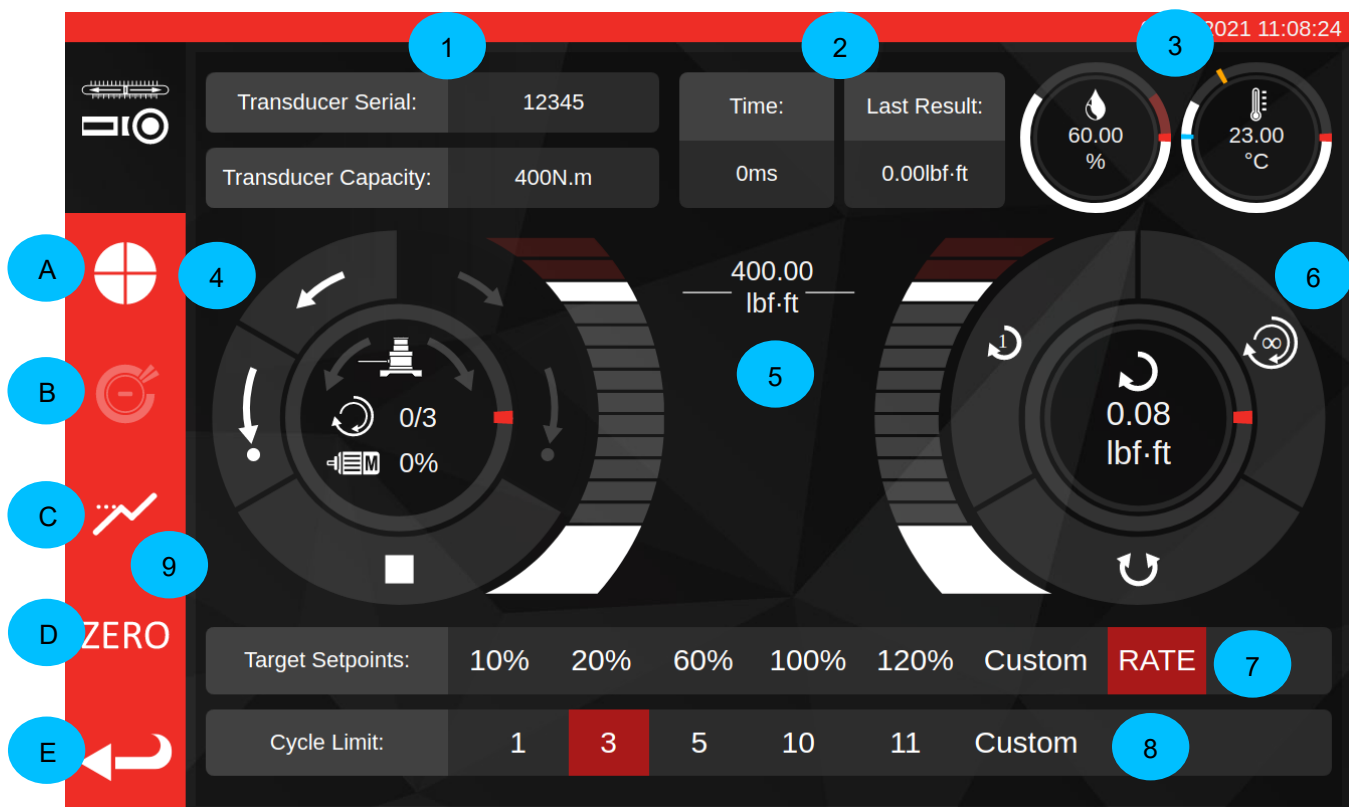 1
2
3
2021 11:08:24
Transducer Serial: 12345
Time:
Last Result:
60.00
%
23.00
°C
Transducer Capacity: 400N.m
0ms
0.00lbf·ft
A
4
400.00
lbf·ft
6
1
∞
5
B
0/3
M 0%
0.08
lbf·ft
C
9
D
ZERO
Target Setpoints: 10% 20% 60% 100% 120% Custom RATE 7
E
Cycle Limit: 1 3 5 10 11 Custom 8